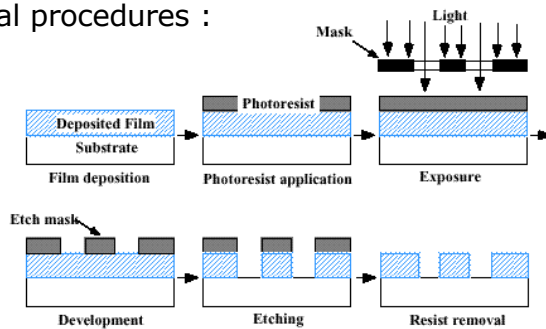 al procedures :
Light
Mask
Photoresist
Deposited Film
Substrate
Film deposition
Photoresist application
Exposure
Etch mask
Development
Etching
Resist removal